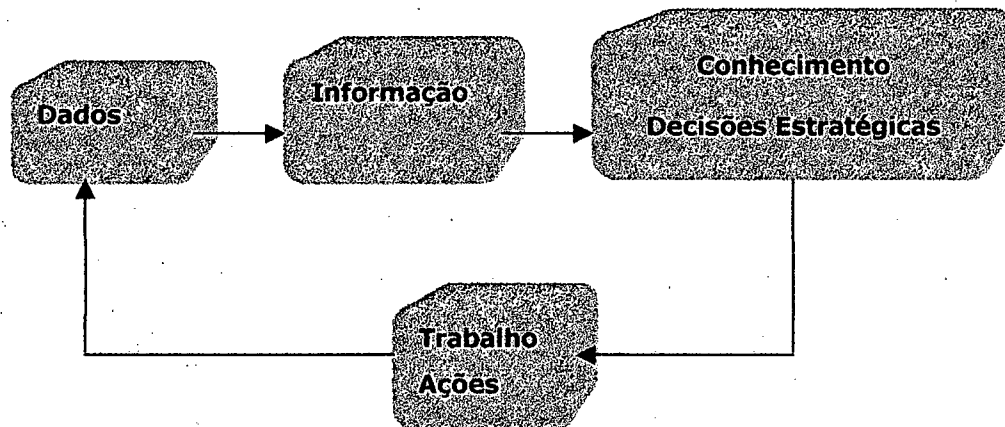 Dados
Informação
Conhecimento
Decisões Estratégicas
Trabalho
Ações